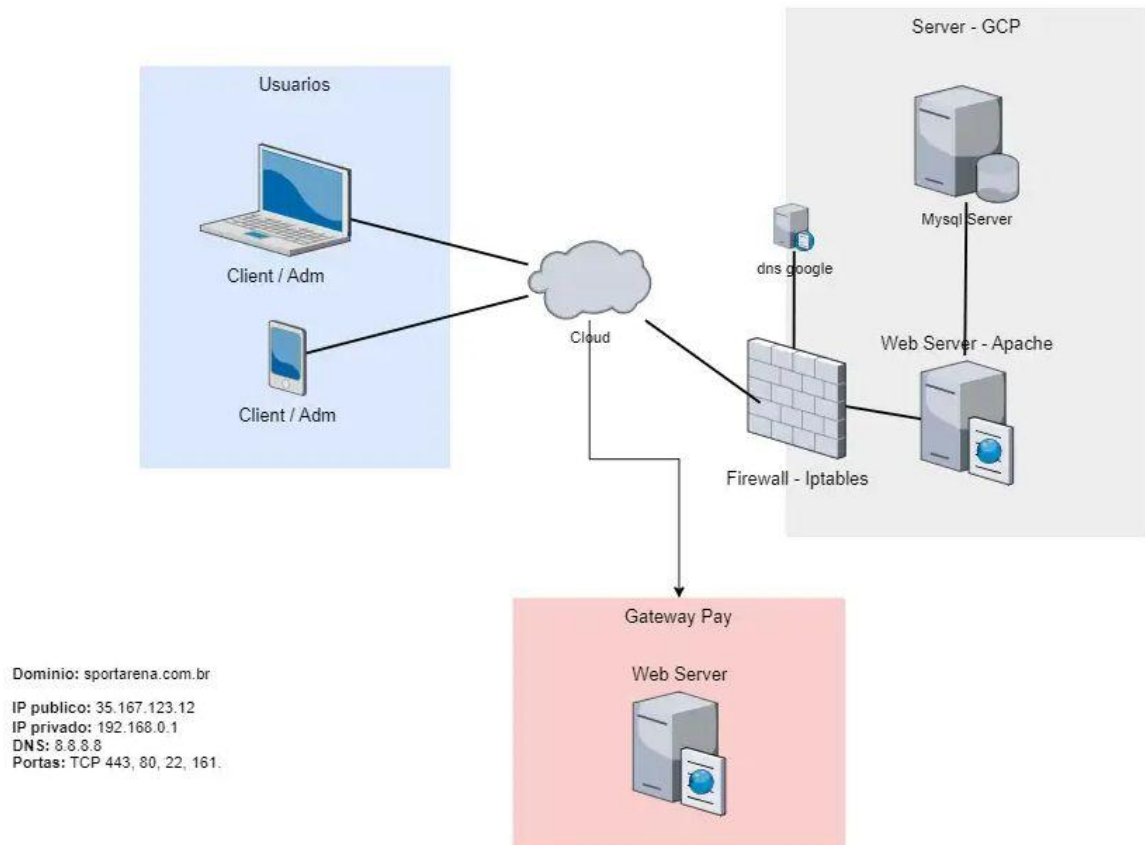 Server - GCP
Usuarios
Mysql Server
dns google
Client / Adm
Cloud
Web Server - Apache
Client / Adm
Firewall - Iptables
Gateway Pay
Web Server
Dominio: sportarena.com.br
IP publico: 35.167.123.12
IP privado: 192.168.0.1
DNS: 8.8.8.8
Portas: TCP 443, 80, 22, 161.